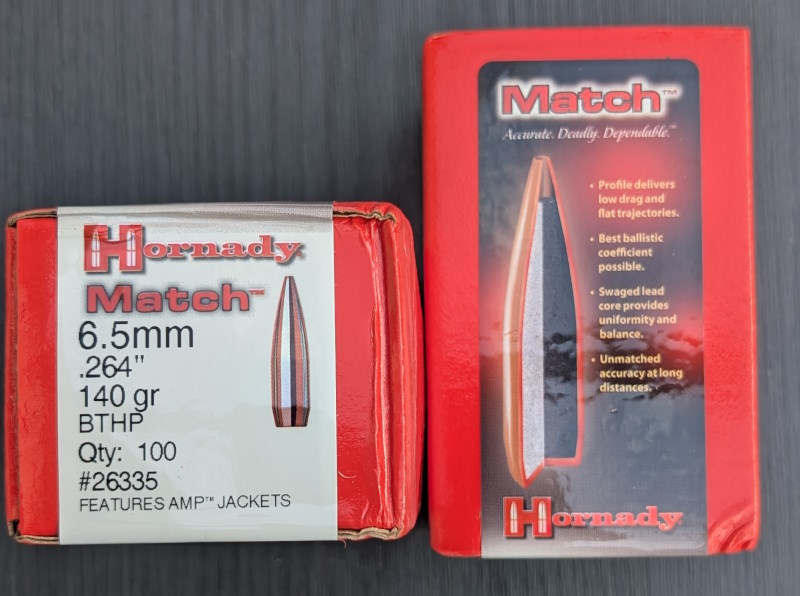 Hornady
Match™
6.5mm
.264"
140 gr
BTHP
Qty: 100
#26335
FEATURES AMP™ JACKETS
Match™
Accurate. Deadly. Dependable.™
• Profile delivers
low drag and
flat trajectories.
• Best ballistic
coefficient
possible.
• Swaged lead
core provides
uniformity and
balance.
• Unmatched
accuracy at long
distances.
Hornady